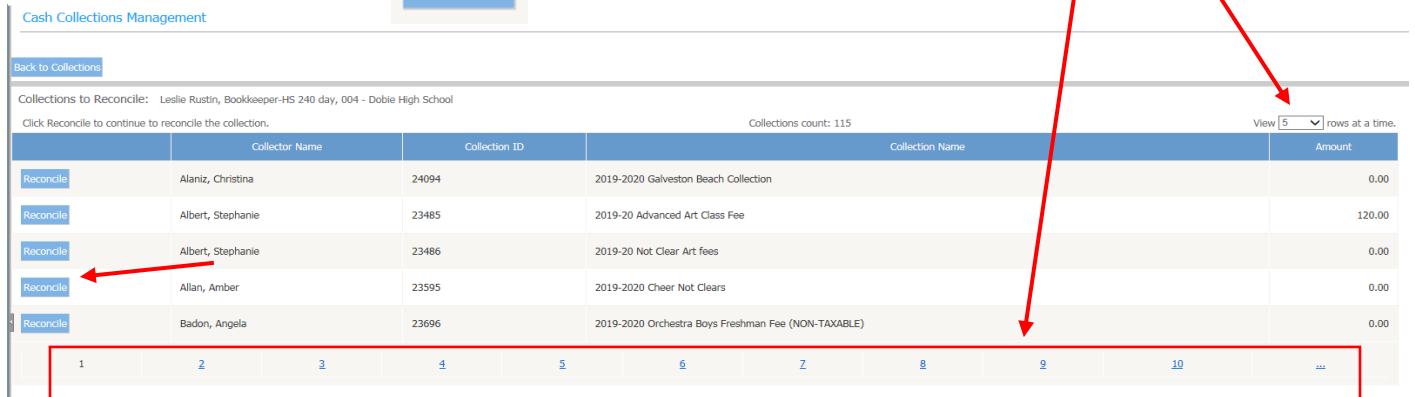 Cash Collections Management
Back to Collections
Collections to Reconcile: Leslie Rustin, Bookkeeper-HS 240 day, 004 - Dobie High School
Click Reconcile to continue to reconcile the collection. Collections count: 115 View 5 rows at a time.
Collector Name Collection ID Collection Name Amount
Reconcile Alaniz, Christina 24094 2019-2020 Galveston Beach Collection 0.00
Reconcile Albert, Stephanie 23485 2019-20 Advanced Art Class Fee 120.00
Reconcile Albert, Stephanie 23486 2019-20 Not Clear Art fees 0.00
Reconcile Allan, Amber 23595 2019-2020 Cheer Not Clears 0.00
Reconcile Badon, Angela 23696 2019-2020 Orchestra Boys Freshman Fee (NON-TAXABLE) 0.00
1 2 3 4 5 6 7 8 9 10 ...